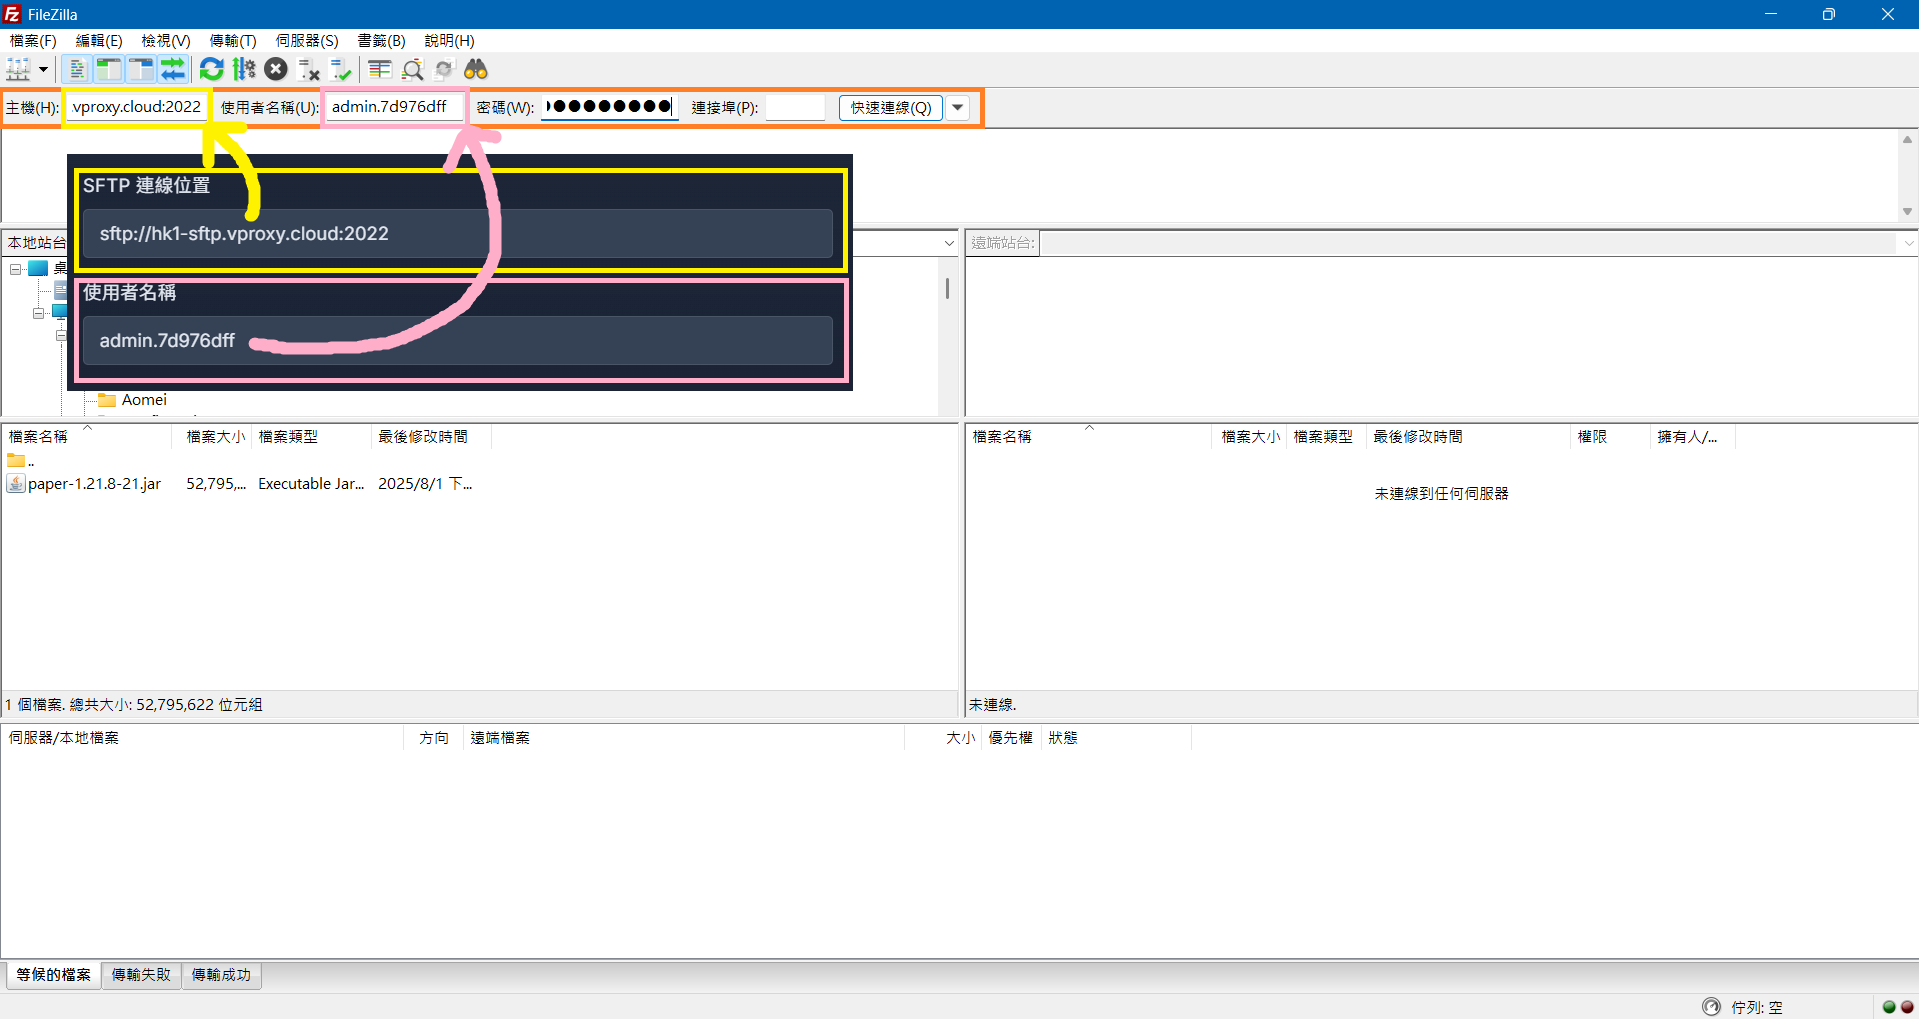 FileZilla
檔案(F) 編輯(E) 檢視(V) 傳輸(T) 伺服器(S) 書籤(B) 說明(H)
主機(H): vproxy.cloud:2022 使用者名稱(U): admin.7d976dff 密碼(W): ●●●●●●●● 連接埠(P): 快速連線(Q)
SFTP 連線位置
sftp://hk1-sftp.vproxy.cloud:2022
使用者名稱
admin.7d976dff
本地站台
遠端站台:
Aomei
檔案名稱 檔案大小 檔案類型 最後修改時間
..
paper-1.21.8-21.jar 52,795,... Executable Jar... 2025/8/1 下...
1 個檔案. 總共大小: 52,795,622 位元組
檔案名稱 檔案大小 檔案類型 最後修改時間 權限 擁有人/...
未連線到任何伺服器
未連線.
伺服器/本地檔案 方向 遠端檔案 大小 優先權 狀態
等候的檔案 傳輸失敗 傳輸成功
佇列: 空